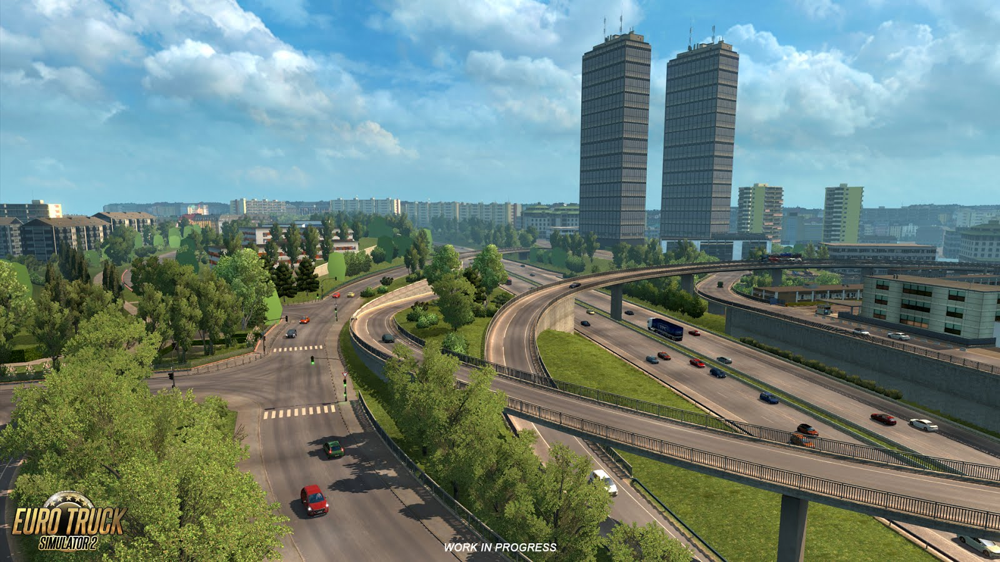 EURO TRUCK
SIMULATOR 2
WORK IN PROGRESS